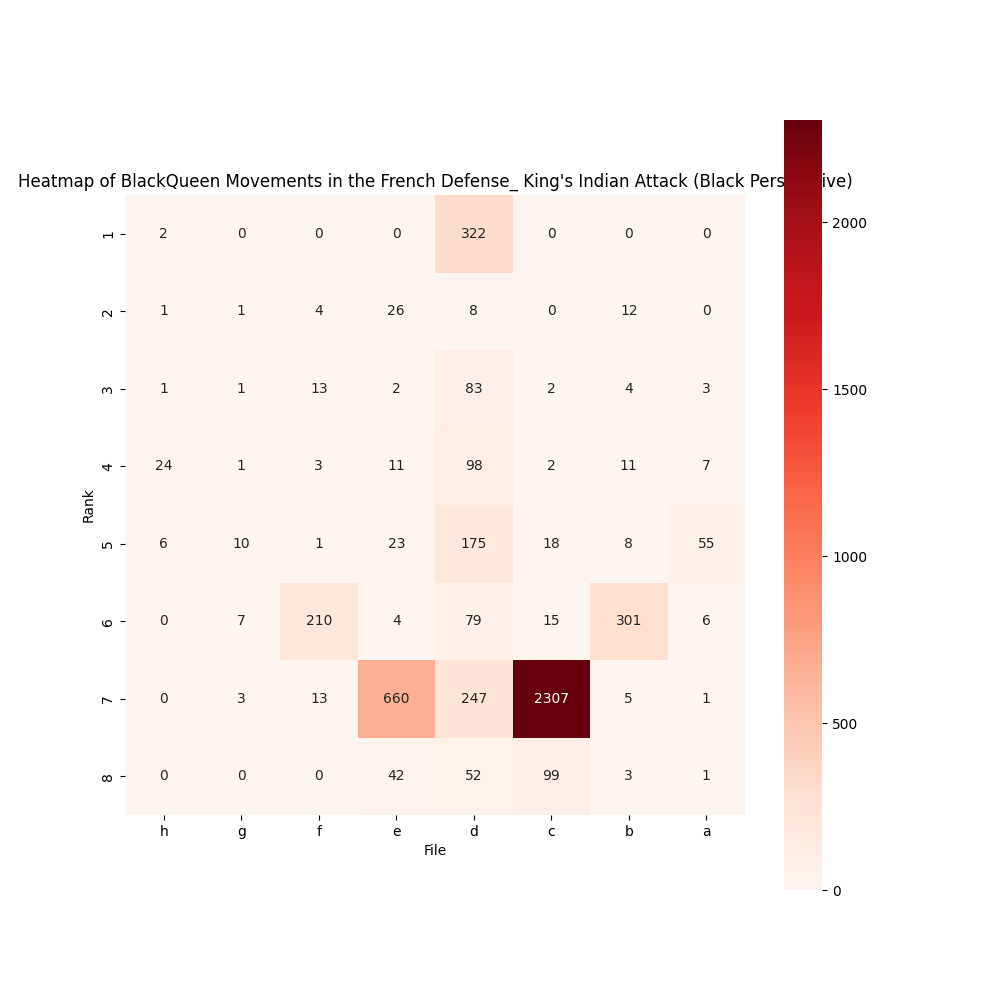 Heatmap of BlackQueen Movements in the French Defense_ King's Indian Attack (Black Pers ive)
2000
1 2 0 0 0 322 0 0 0
2 1 1 4 26 8 0 12 0
3 1 1 13 2 83 2 4 3
1500
4 24 1 3 11 98 2 11 7
Rank
5 6 10 1 23 175 18 8 55
1000
6 0 7 210 4 79 15 301 6
7 0 3 13 660 247 2307 5 1
500
8 0 0 0 42 52 99 3 1
h g f e d c b a
File
0